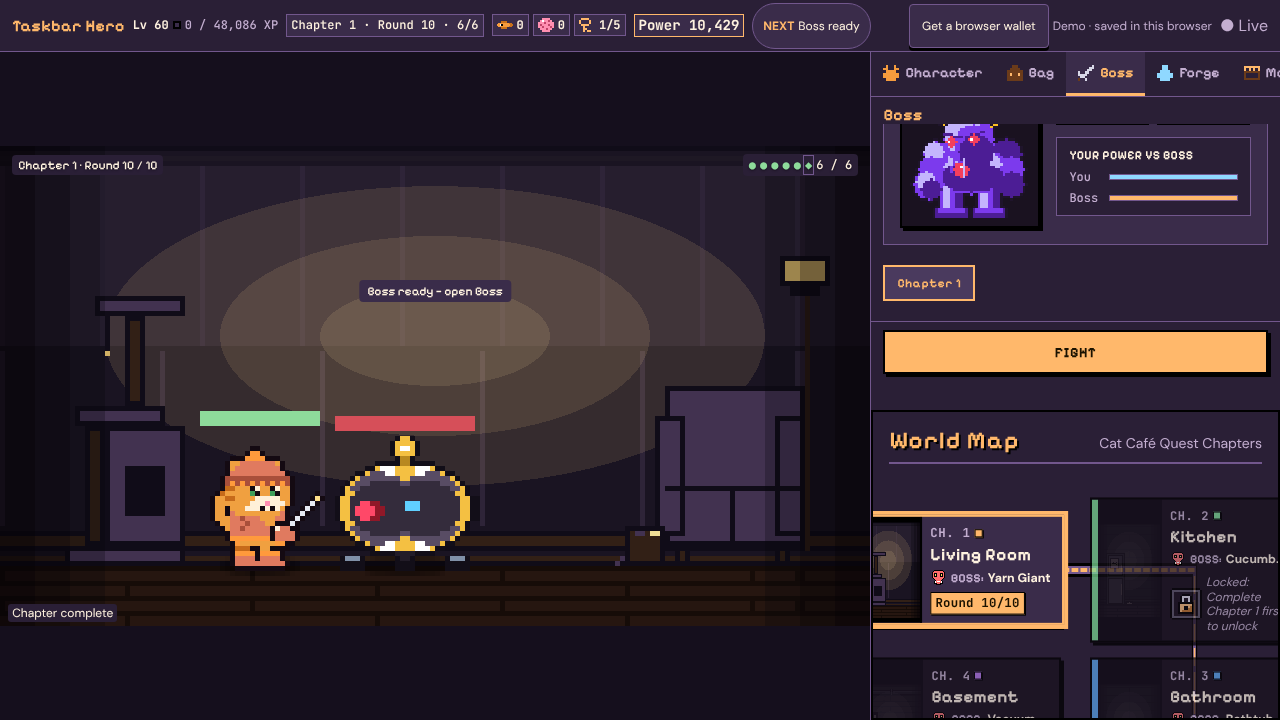 Taskbar Hero Lv 60 0 / 48,086 XP Chapter 1 · Round 10 · 6/6 0 0 1/5 Power 10,429 NEXT Boss ready Get a browser wallet Demo · saved in this browser Live
Character Bag Boss Forge
Boss
Chapter 1 · Round 10 / 10
6 / 6
YOUR POWER VS BOSS
You
Boss
Boss ready – open Boss
Chapter 1
FIGHT
World Map
Cat Café Quest Chapters
CH. 1
Living Room
BOSS: Yarn Giant
Round 10/10
CH. 2
Kitchen
BOSS: Cucumb
Locked:
Complete
Chapter 1 firs
to unlock
Chapter complete
CH. 4
Basement
CH. 3
Bathroom